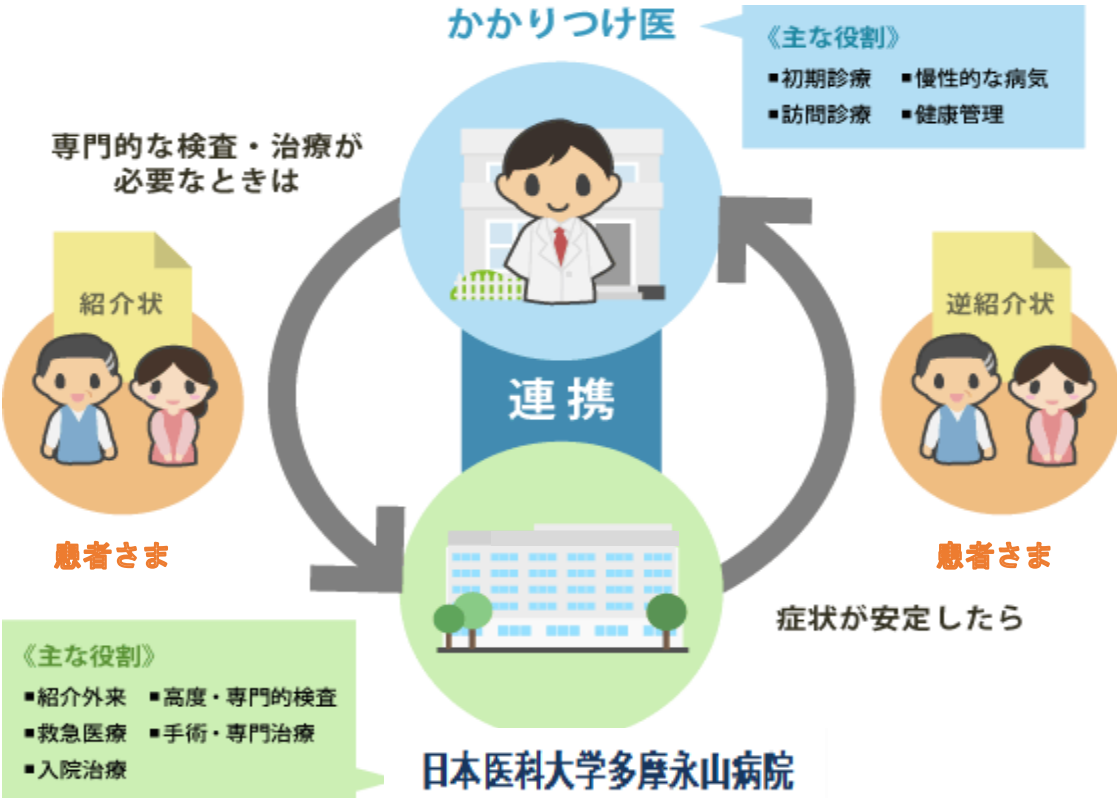 かかりつけ医
《主な役割》
■初期診療 ■慢性的な病気
■訪問診療 ■健康管理
専門的な検査・治療が
必要なときは
紹介状
患者さま
連携
逆紹介状
患者さま
症状が安定したら
《主な役割》
■紹介外来 ■高度・専門的検査
■救急医療 ■手術・専門治療
■入院治療
日本医科大学多摩永山病院